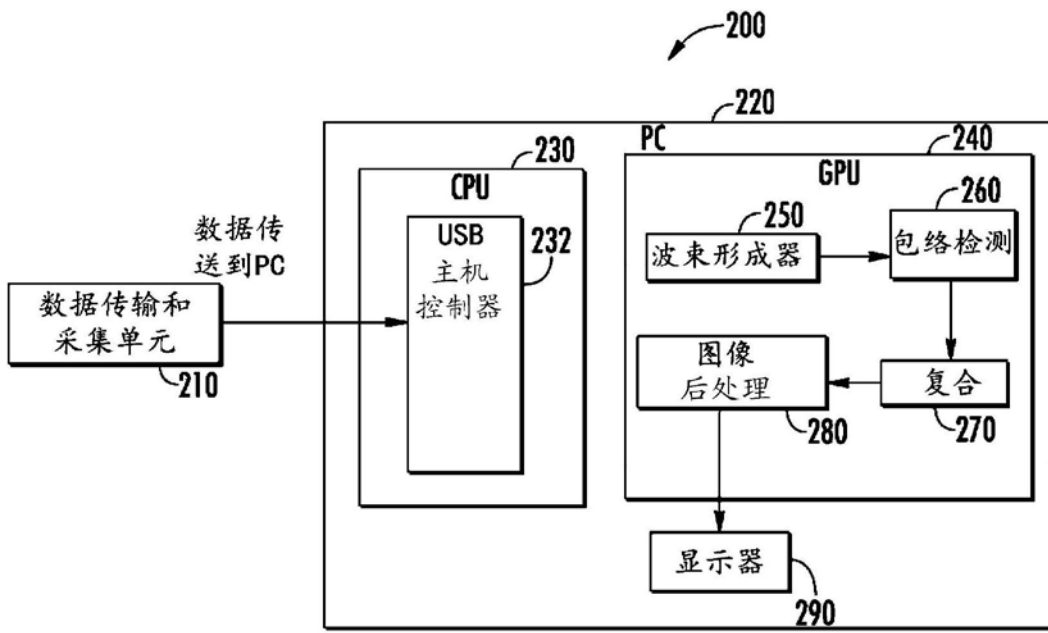 200
220
PC
230
CPU
240
GPU
USB
主机
控制器
232
250
波束形成器
260
包络检测
数据传
送到PC
数据传输和
采集单元
210
图像
后处理
280
复合
270
显示器
290